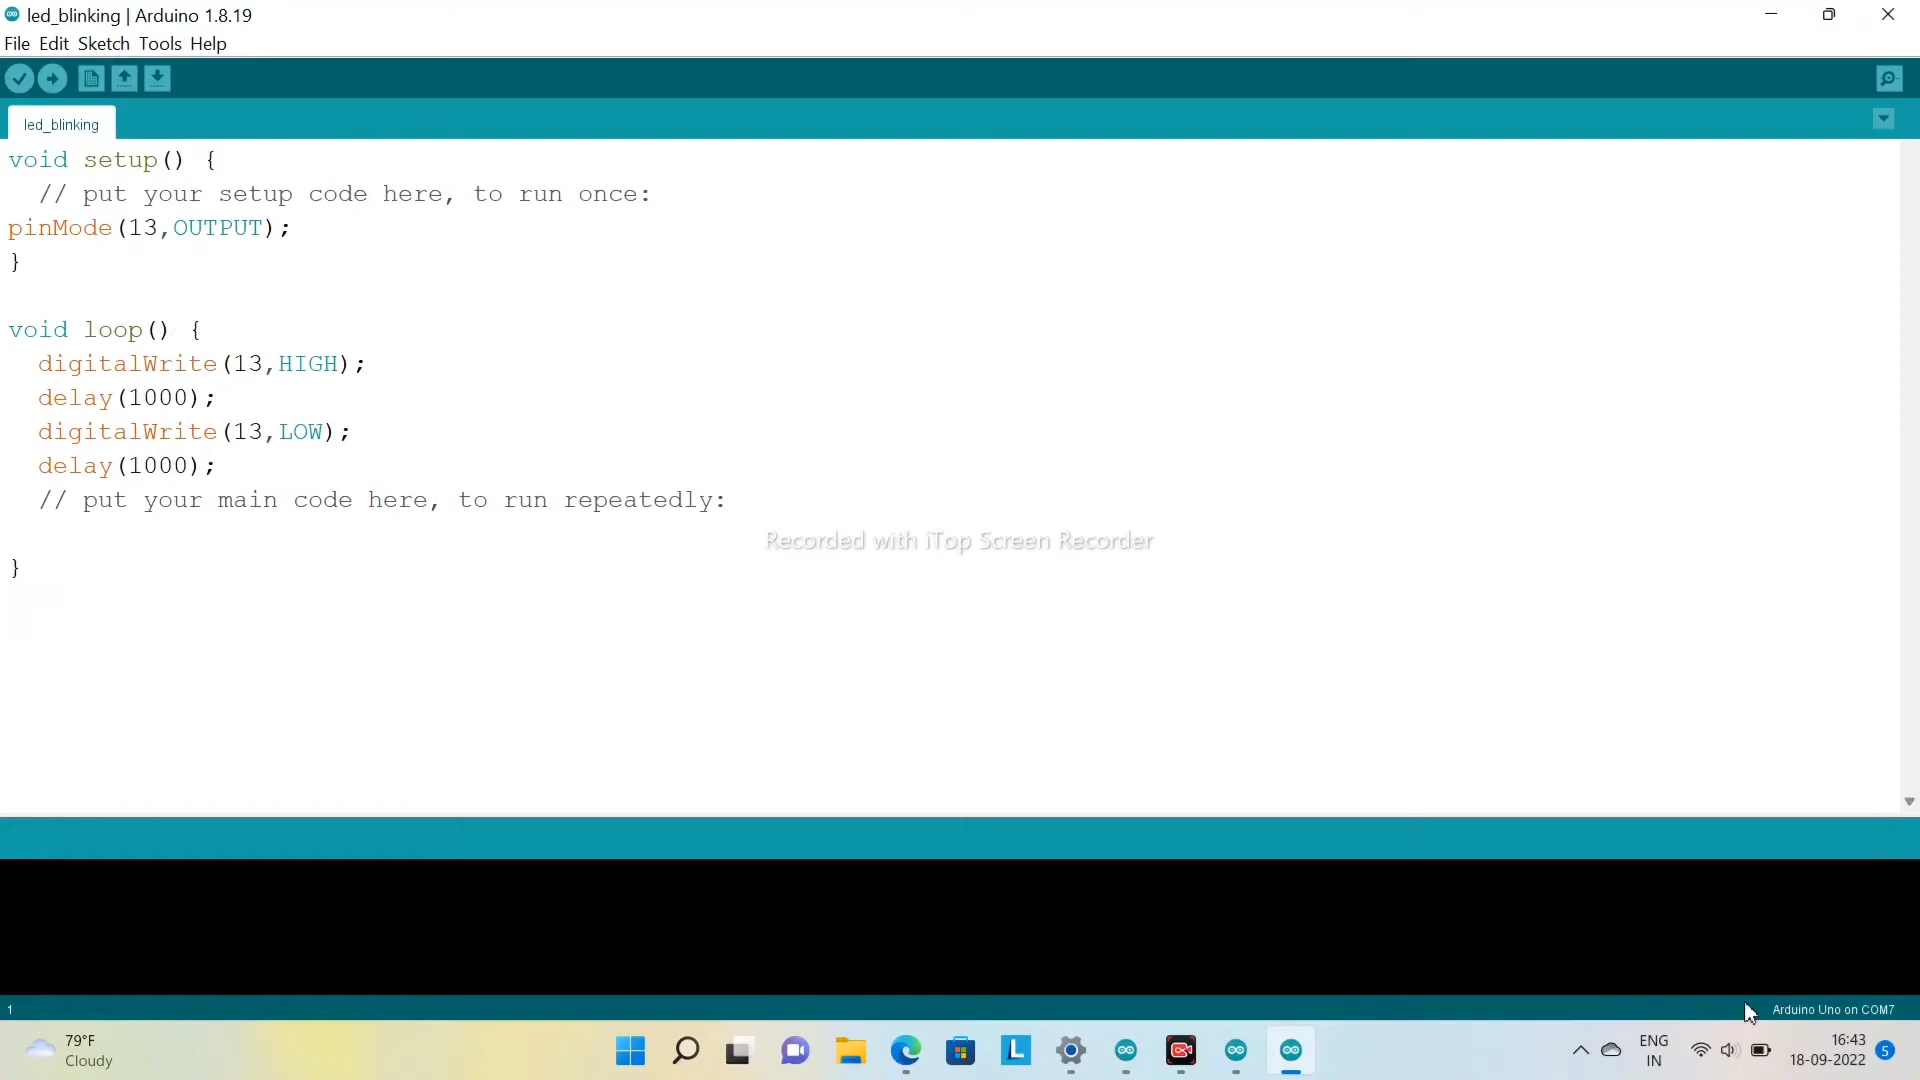 led_blinking | Arduino 1.8.19
File Edit Sketch Tools Help
led_blinking
void setup() {
  // put your setup code here, to run once:
pinMode(13,OUTPUT);
}
void loop() {
  digitalWrite(13,HIGH);
  delay(1000);
  digitalWrite(13,LOW);
  delay(1000);
  // put your main code here, to run repeatedly:
Recorded with iTop Screen Recorder
}
1
Arduino Uno on COM7
79°F
Cloudy
L
ENG
IN
16:43
18-09-2022
5